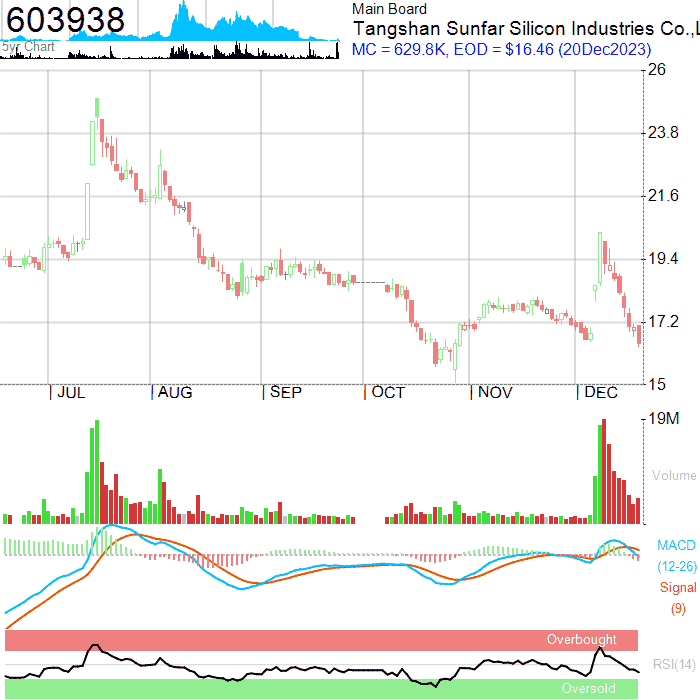 603938
5yr Chart
Main Board
Tangshan Sunfar Silicon Industries Co.,L
MC = 629.8K, EOD = $16.46 (20Dec2023)
26
23.8
21.6
19.4
17.2
15
JUL AUG SEP OCT NOV DEC
19M
Volume
MACD
(12-26)
Signal
(9)
Overbought
RSI(14)
Oversold